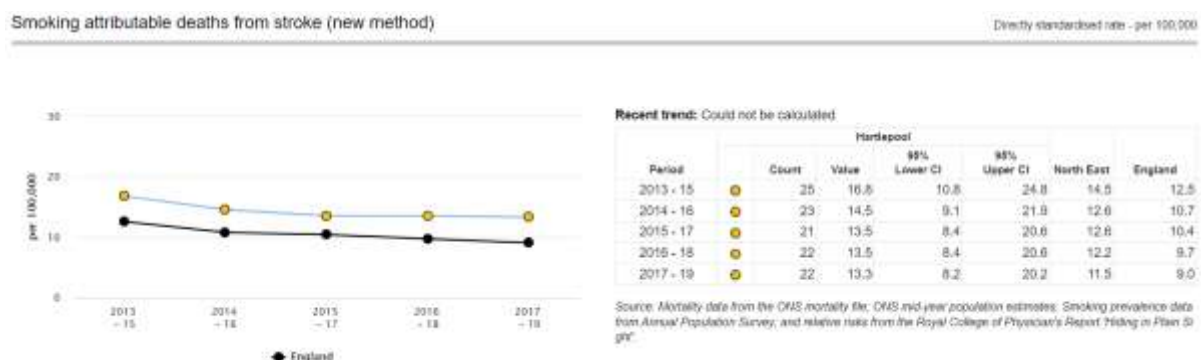 Smoking attributable deaths from stroke (new method)
Directly standardised rate - per 100,000
30
20
10
0
per 100,000
2013 - 15
2014 - 16
2015 - 17
2016 - 18
2017 - 19
England
Recent trend: Could not be calculated
Hartlepool
Period Count Value 95% Lower CI 95% Upper CI North East England
2013 - 15 25 16.8 10.8 24.8 14.5 12.5
2014 - 16 23 14.5 9.1 21.9 12.6 10.7
2015 - 17 21 13.5 8.4 20.6 12.6 10.4
2016 - 18 22 13.5 8.4 20.6 12.2 9.7
2017 - 19 22 13.3 8.2 20.2 11.5 9.0
Source: Mortality data from the ONS mortality file; ONS mid-year population estimates; Smoking prevalence data
from Annual Population Survey; and relative risks from the Royal College of Physician's Report 'Hiding in Plain Si
ght'.